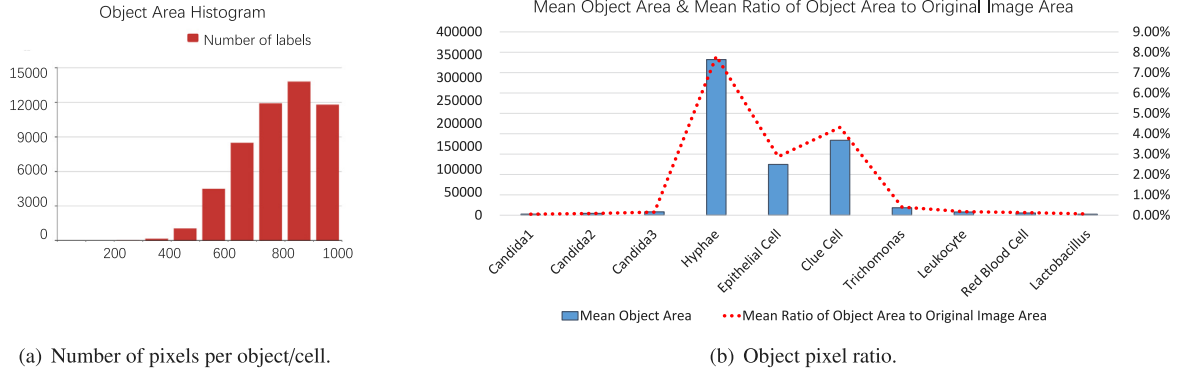 Object Area Histogram
Number of labels
15000
12000
9000
6000
3000
0
200 400 600 800 1000
(a) Number of pixels per object/cell.
Mean Object Area & Mean Ratio of Object Area to Original Image Area
400000
350000
300000
250000
200000
150000
100000
50000
0
9.00%
8.00%
7.00%
6.00%
5.00%
4.00%
3.00%
2.00%
1.00%
0.00%
Candida1
Candida2
Candida3
Hyphae
Epithelial Cell
Clue Cell
Trichomonas
Leukocyte
Red Blood Cell
Lactobacillus
Mean Object Area
Mean Ratio of Object Area to Original Image Area
(b) Object pixel ratio.